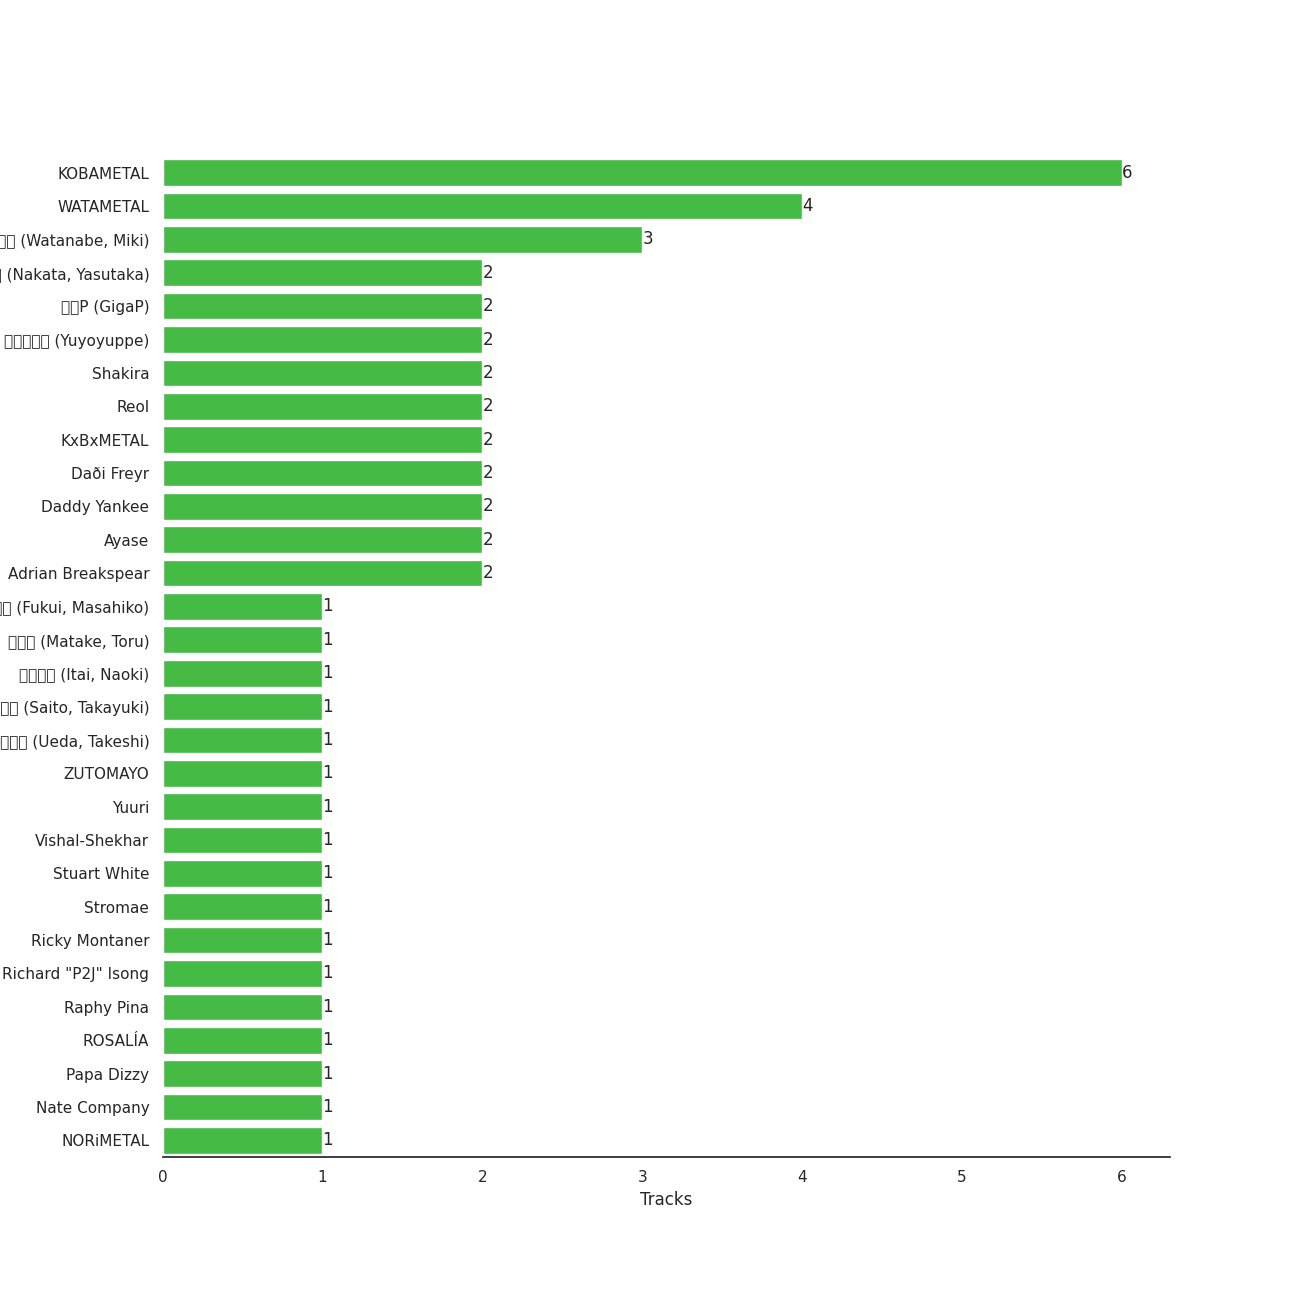 KOBAMETAL 6
WATAMETAL 4
(Watanabe, Miki) 3
(Nakata, Yasutaka) 2
P (GigaP) 2
(Yuyoyuppe) 2
Shakira 2
Reol 2
KxBxMETAL 2
Daði Freyr 2
Daddy Yankee 2
Ayase 2
Adrian Breakspear 2
(Fukui, Masahiko) 1
(Matake, Toru) 1
(Itai, Naoki) 1
(Saito, Takayuki) 1
(Ueda, Takeshi) 1
ZUTOMAYO 1
Yuuri 1
Vishal-Shekhar 1
Stuart White 1
Stromae 1
Ricky Montaner 1
Richard "P2J" Isong 1
Raphy Pina 1
ROSALÍA 1
Papa Dizzy 1
Nate Company 1
NORiMETAL 1
0 1 2 3 4 5 6
Tracks